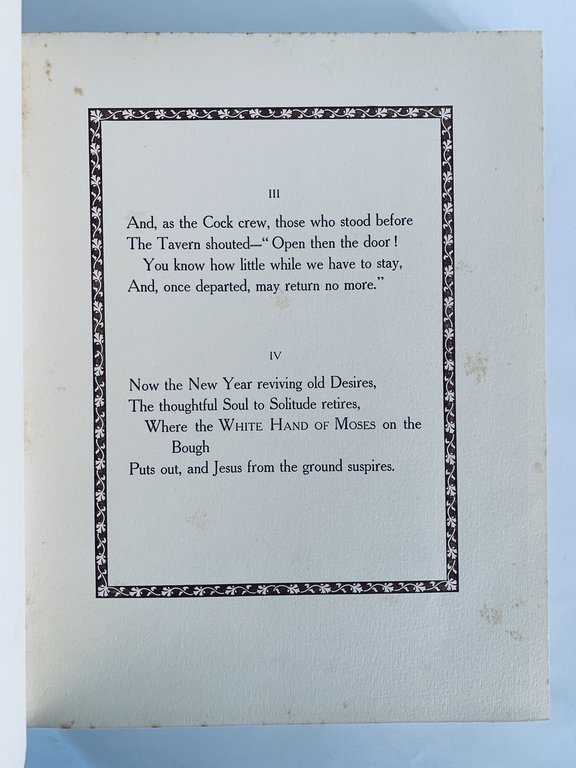 III
And, as the Cock crew, those who stood before
The Tavern shouted—“ Open then the door !
You know how little while we have to stay,
And, once departed, may return no more.”
IV
Now the New Year reviving old Desires,
The thoughtful Soul to Solitude retires,
Where the WHITE HAND OF MOSES on the
Bough
Puts out, and Jesus from the ground suspires.